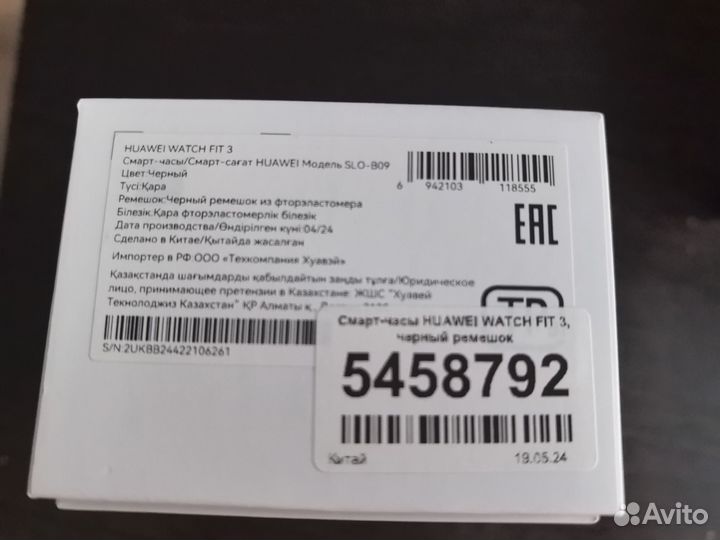 HUAWEI WATCH FIT 3
Смарт-часы/Смарт-сағат HUAWEI Модель SLO-B09
Цвет:Черный
Түсі:Қара
Ремешок:Черный ремешок из фторэластомера
Білезік:Қара фторэластомерлік білезік
Дата производства/Өндірілген күні:04/24
Сделано в Китае/Қытайда жасалған
Импортер в РФ:ООО «Техкомпания Хуавэй»
Қазақстанда шағымдарды қабылдайтын заңды тұлға/Юридическое
лицо, принимающее претензии в Казахстане: ЖШС "Хуавей
Текнолоджиз Казахстан" ҚР Алматы қ.
S/N:2UKBB24422106261
6 942103 118555
EAC
Смарт-часы HUAWEI WATCH FIT 3,
черный ремешок
5458792
Китай 19.05.24
Avito